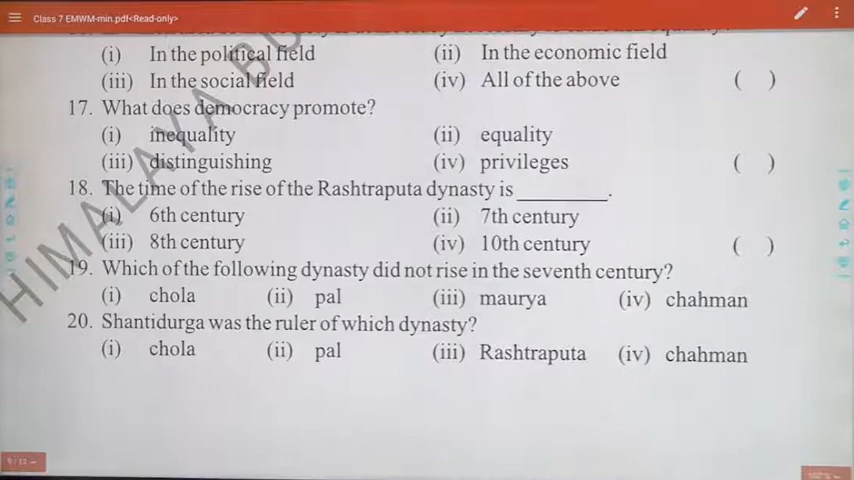 Class 7 EMWM-min.pdf<Read-only>
(i) In the political field (ii) In the economic field
(iii) In the social field (iv) All of the above ( )
17. What does democracy promote?
(i) inequality (ii) equality
(iii) distinguishing (iv) privileges ( )
18. The time of the rise of the Rashtraputa dynasty is ________.
(i) 6th century (ii) 7th century
(iii) 8th century (iv) 10th century ( )
19. Which of the following dynasty did not rise in the seventh century?
(i) chola (ii) pal (iii) maurya (iv) chahman
20. Shantidurga was the ruler of which dynasty?
(i) chola (ii) pal (iii) Rashtraputa (iv) chahman
HIMALAYA
9 / 13